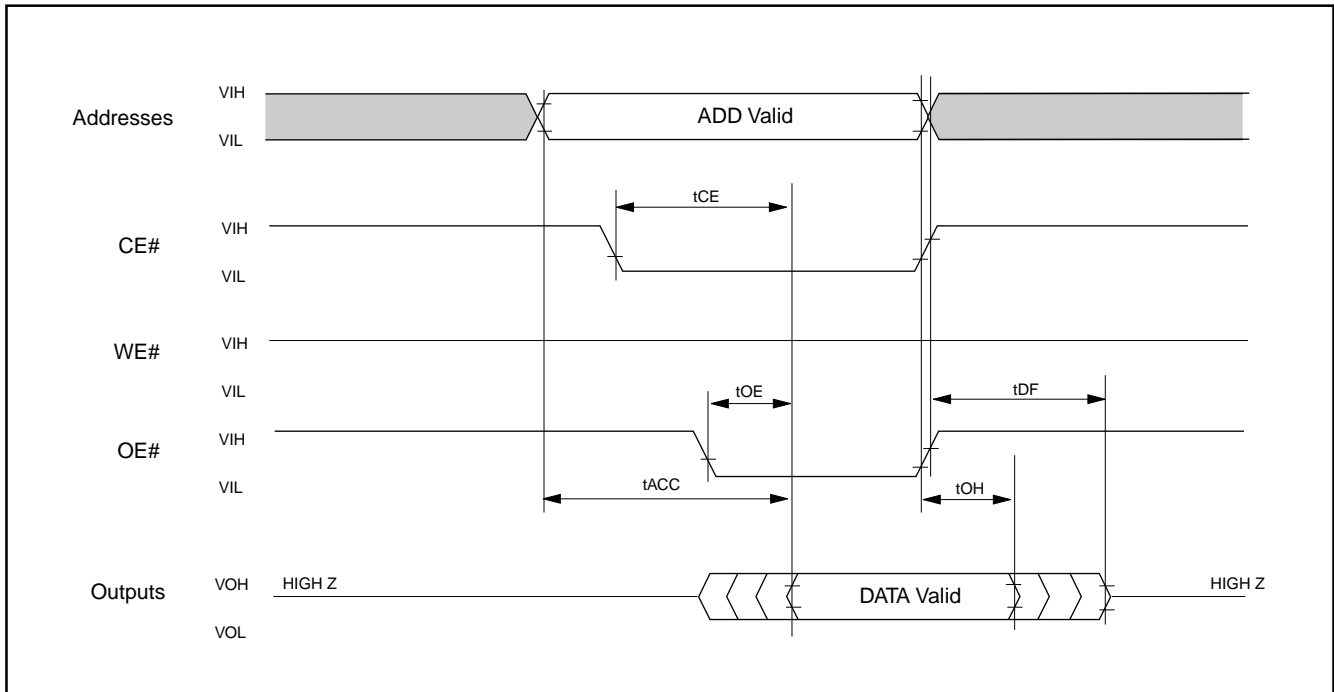 VIH
Addresses
ADD Valid
VIL
tCE
VIH
CE#
VIL
VIH
WE#
VIL
tOE
tDF
VIH
OE#
VIL
tACC
tOH
VOH
HIGH Z
HIGH Z
Outputs
DATA Valid
VOL